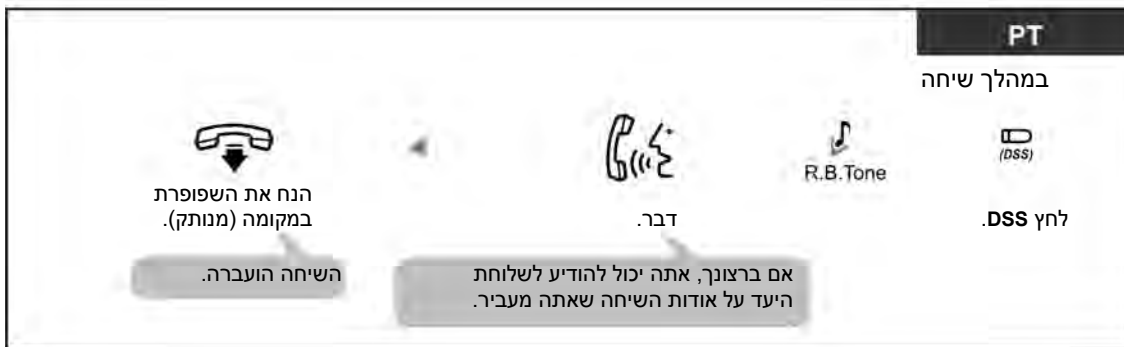 PT
במהלך שיחה
(DSS)
לחץ DSS.
R.B.Tone
דבר.
אם ברצונך, אתה יכול להודיע לשלוחת
היעד על אודות השיחה שאתה מעביר.
הנח את השפופרת
במקומה (מנותק).
השיחה הועברה.